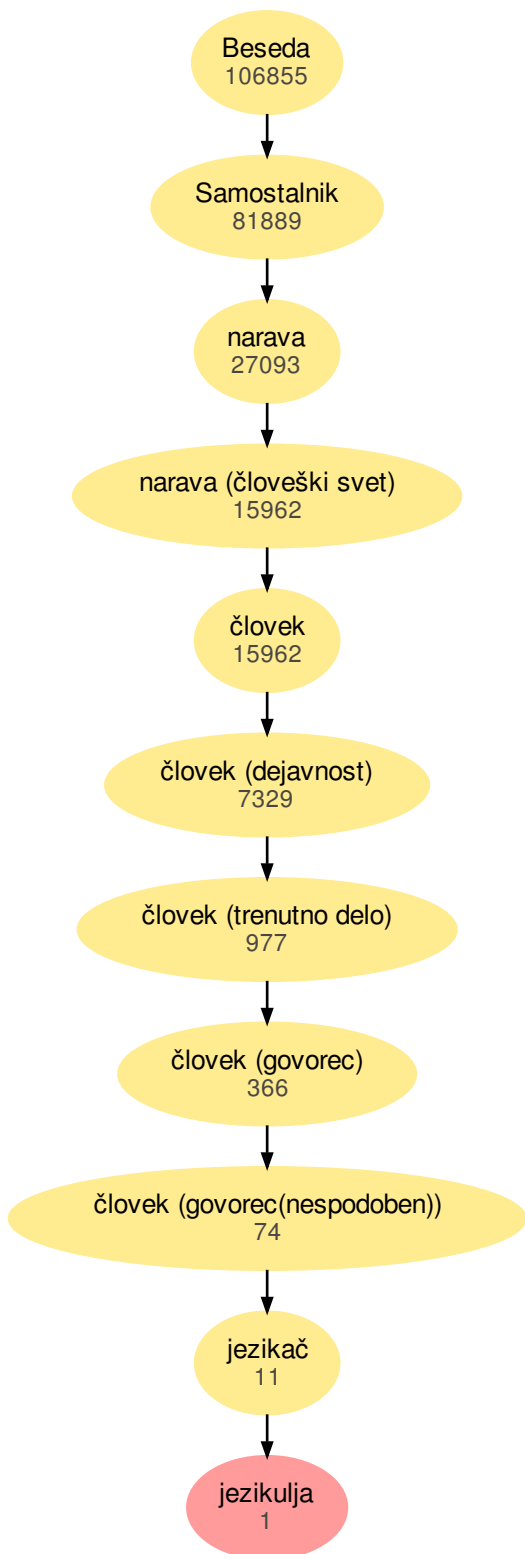 Beseda
106855
Samostalnik
81889
narava
27093
narava (človeški svet)
15962
človek
15962
človek (dejavnost)
7329
človek (trenutno delo)
977
človek (govorec)
366
človek (govorec(nespodoben))
74
jezikač
11
jezikulja
1